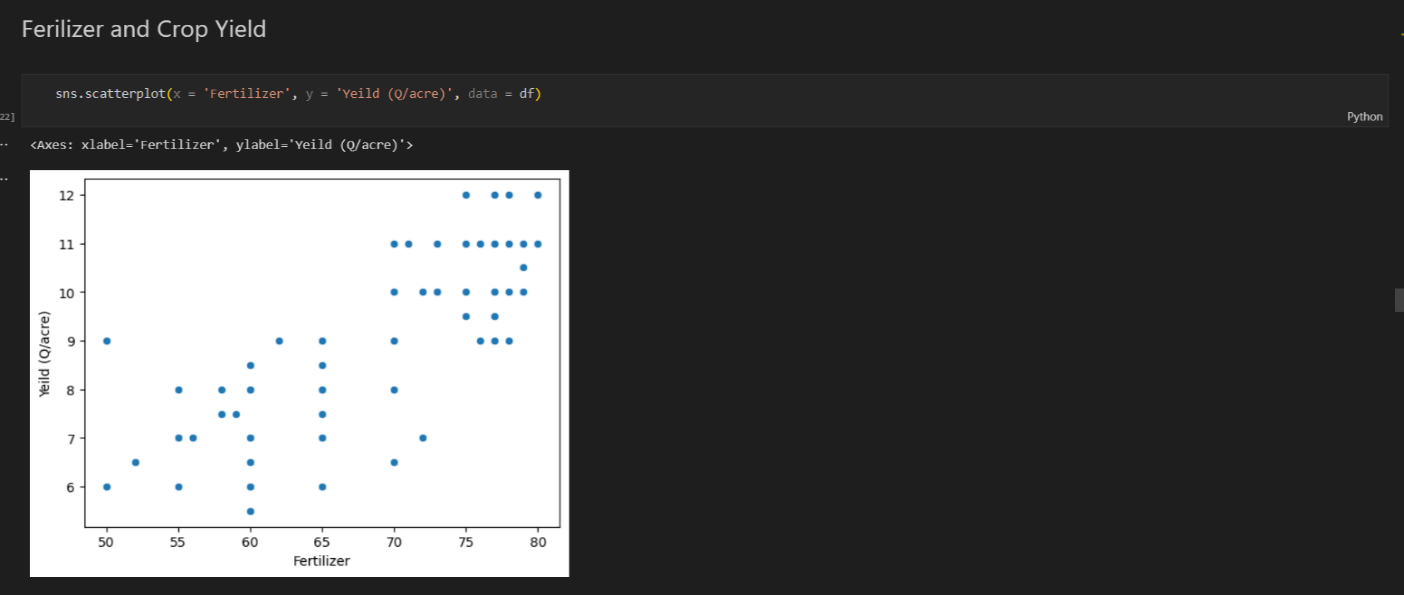 Ferilizer and Crop Yield
sns.scatterplot(x = 'Fertilizer', y = 'Yeild (Q/acre)', data = df)
22]
Python
<Axes: xlabel='Fertilizer', ylabel='Yeild (Q/acre)'>
12
11
10
9
8
7
6
Yeild (Q/acre)
50 55 60 65 70 75 80
Fertilizer